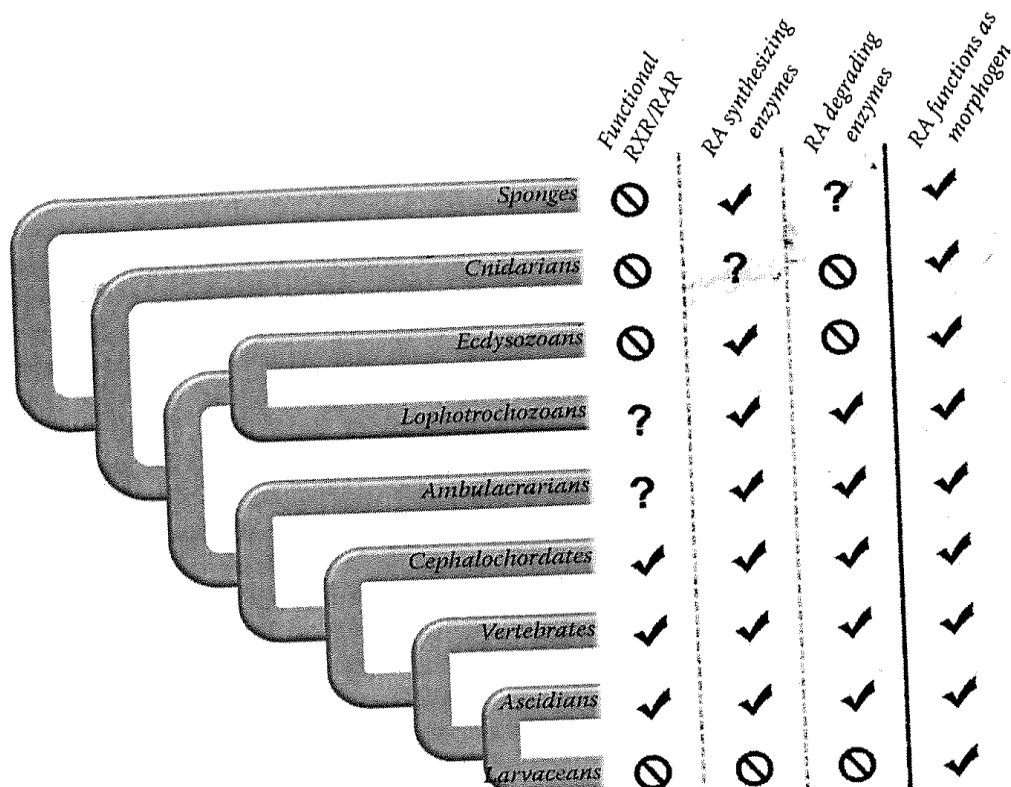 Functional
RXR/RAR
RA synthesizing
enzymes
RA degrading
enzymes
RA functions as
morphogen
Sponges
?
Cnidarians
?
Ecdysozoans
Lophotrochozoans
?
Ambulacrarians
?
Cephalochordates
Vertebrates
Ascidians
Larvaceans